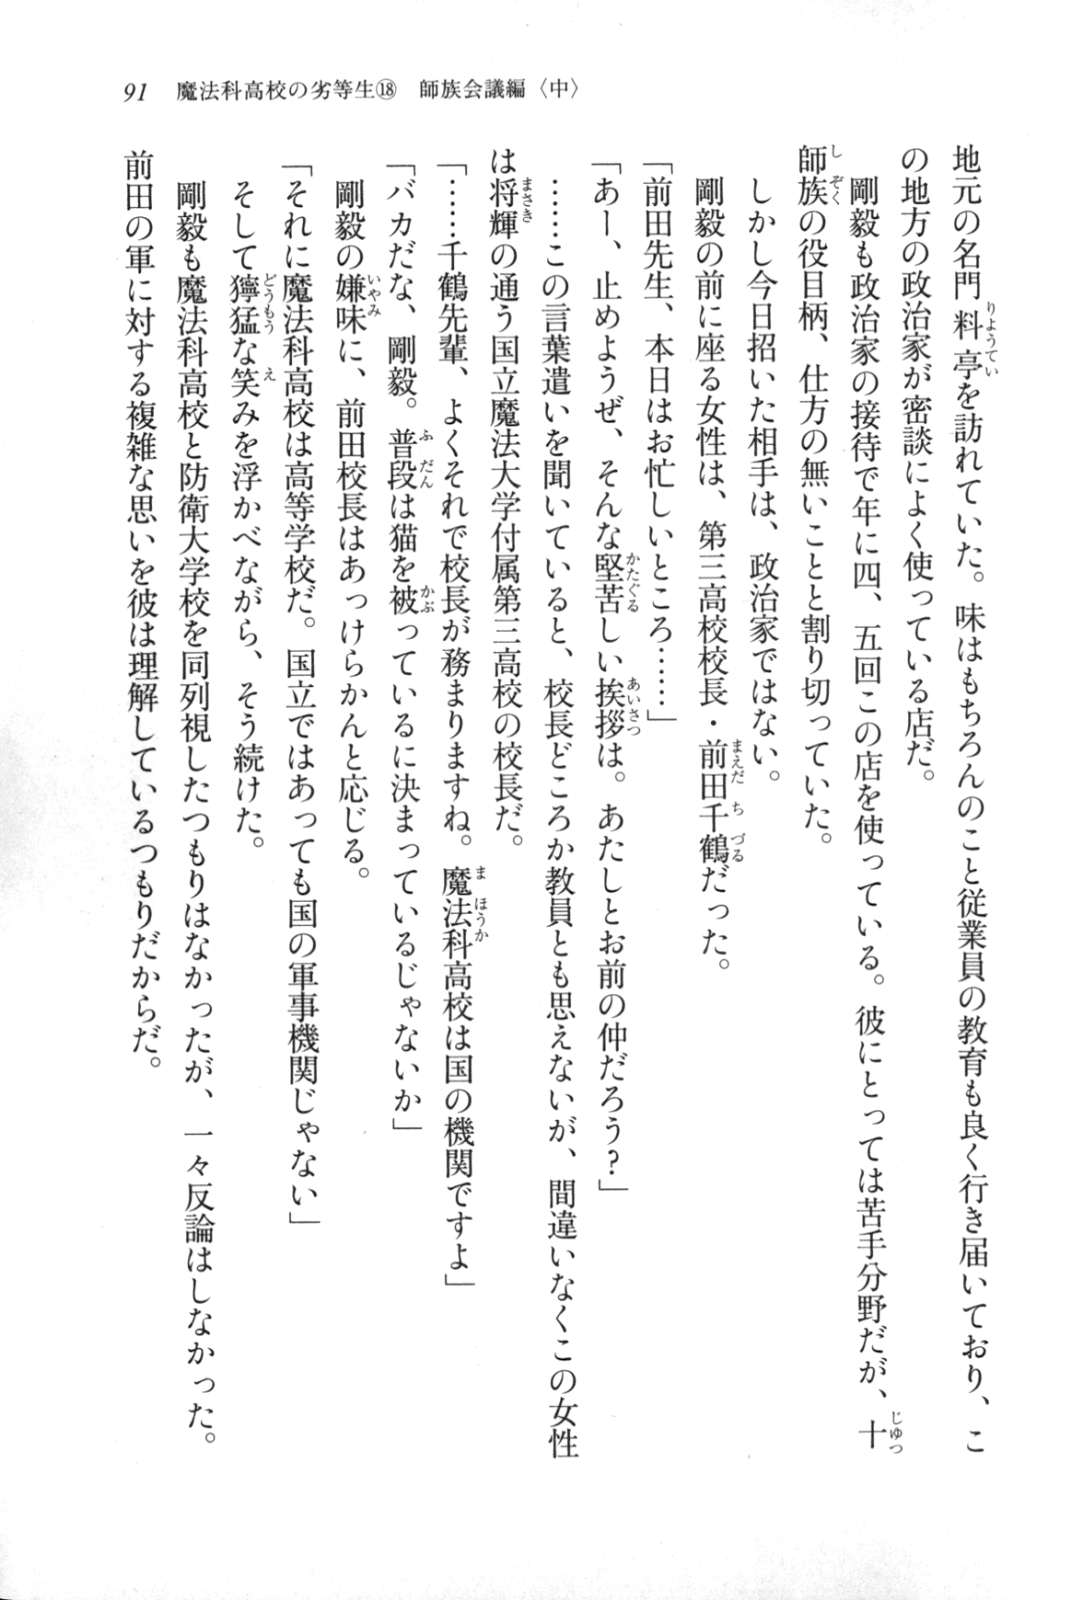 91　魔法科高校の劣等生⑱　師族会議編〈中〉
地元の名門料亭を訪れていた。味はもちろんのこと従業員の教育も良く行き届いており、こ
の地方の政治家が密談によく使っている店だ。
　剛毅も政治家の接待で年に四、五回この店を使っている。彼にとっては苦手分野だが、十
師族の役目柄、仕方の無いことと割り切っていた。
　しかし今日招いた相手は、政治家ではない。
　剛毅の前に座る女性は、第三高校校長・前田千鶴だった。
「前田先生、本日はお忙しいところ……」
「あー、止めようぜ、そんな堅苦しい挨拶は。あたしとお前の仲だろう？」
　……この言葉遣いを聞いていると、校長どころか教員とも思えないが、間違いなくこの女性
は将輝の通う国立魔法大学付属第三高校の校長だ。
「……千鶴先輩、よくそれで校長が務まりますね。魔法科高校は国の機関ですよ」
「バカだな、剛毅。普段は猫を被っているに決まっているじゃないか」
　剛毅の嫌味に、前田校長はあっけらかんと応じる。
「それに魔法科高校は高等学校だ。国立ではあっても国の軍事機関じゃない」
　そして獰猛な笑みを浮かべながら、そう続けた。
　剛毅も魔法科高校と防衛大学校を同列視したつもりはなかったが、一々反論はしなかった。
前田の軍に対する複雑な思いを彼は理解しているつもりだからだ。